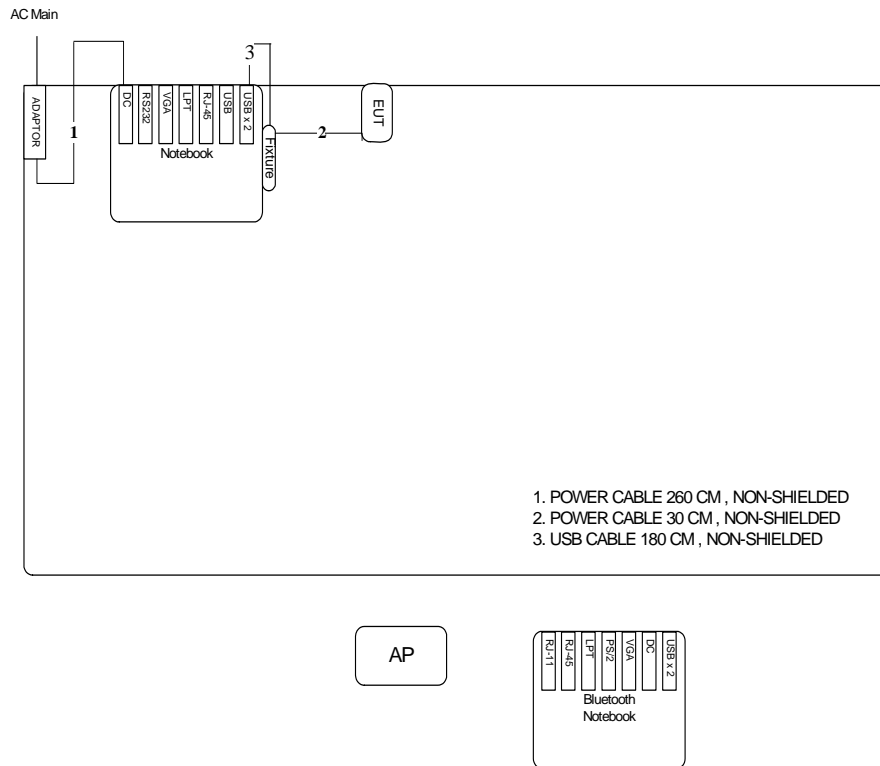 AC Main
ADAPTOR
1
DC
RS232
VGA
LPT
RJ-45
USB
USB x 2
Notebook
3
Fixture
2
EUT
1. POWER CABLE 260 CM , NON-SHIELDED
2. POWER CABLE 30 CM , NON-SHIELDED
3. USB CABLE 180 CM , NON-SHIELDED
AP
RJ-11
RJ-45
LPT
PS/2
VGA
DC
USB x 2
Bluetooth
Notebook